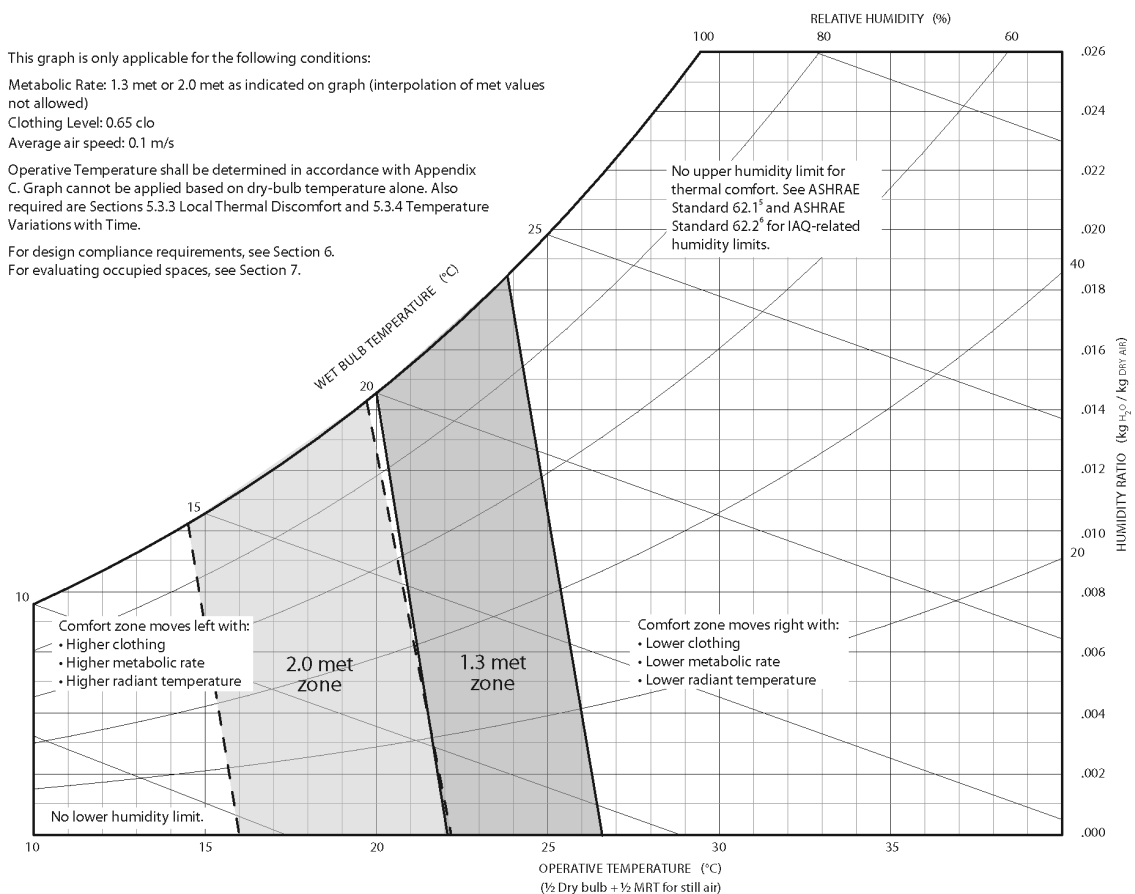 RELATIVE HUMIDITY (%)
100
80
60
This graph is only applicable for the following conditions:
Metabolic Rate: 1.3 met or 2.0 met as indicated on graph (interpolation of met values
not allowed)
Clothing Level: 0.65 clo
Average air speed: 0.1 m/s
Operative Temperature shall be determined in accordance with Appendix
C. Graph cannot be applied based on dry-bulb temperature alone. Also
required are Sections 5.3.3 Local Thermal Discomfort and 5.3.4 Temperature
Variations with Time.
For design compliance requirements, see Section 6.
For evaluating occupied spaces, see Section 7.
No upper humidity limit for
thermal comfort. See ASHRAE
Standard 62.1⁵ and ASHRAE
Standard 62.2⁶ for IAQ-related
humidity limits.
WET BULB TEMPERATURE (°C)
25
20
15
10
40
20
.026
.024
.022
.020
.018
.016
.014
.012
.010
.008
.006
.004
.002
.000
HUMIDITY RATIO (kg H₂O / kg DRY AIR)
Comfort zone moves left with:
• Higher clothing
• Higher metabolic rate
• Higher radiant temperature
2.0 met
zone
1.3 met
zone
Comfort zone moves right with:
• Lower clothing
• Lower metabolic rate
• Lower radiant temperature
No lower humidity limit.
10
15
20
25
30
35
OPERATIVE TEMPERATURE (°C)
(½ Dry bulb + ½ MRT for still air)